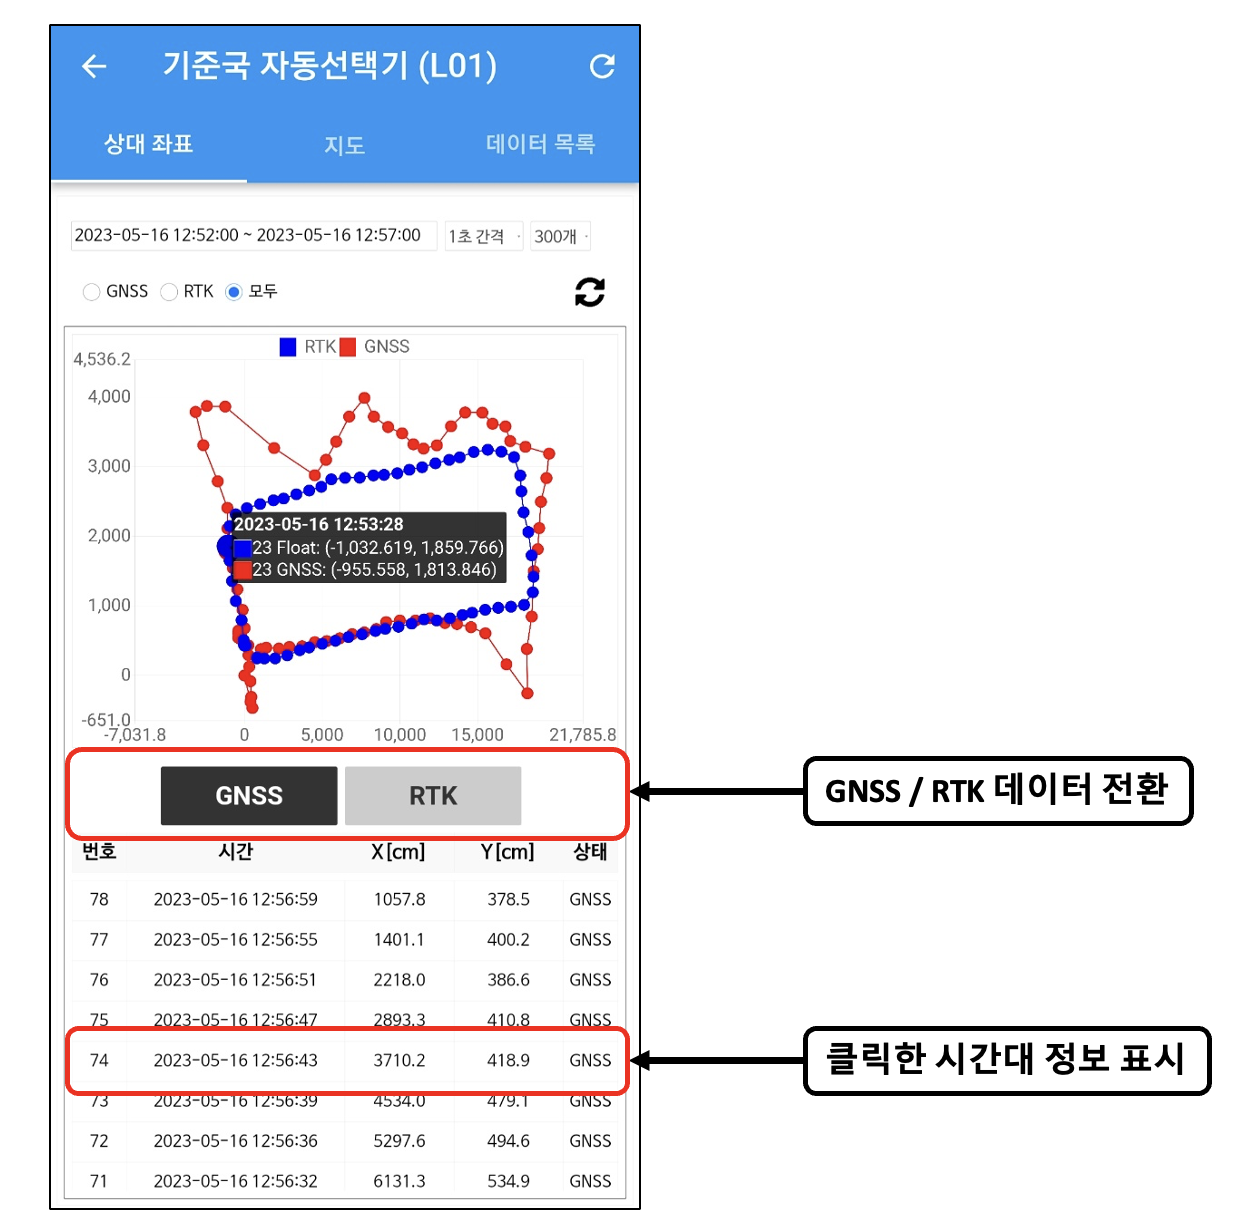 기준국 자동선택기 (L01)
상대 좌표 지도 데이터 목록
2023-05-16 12:52:00 ~ 2023-05-16 12:57:00 1초 간격 300개
GNSS RTK 모두
RTK GNSS
4,536.2
4,000
3,000
2,000
1,000
0
-651.0
-7,031.8 0 5,000 10,000 15,000 21,785.8
2023-05-16 12:53:28
23 Float: (-1,032.619, 1,859.766)
23 GNSS: (-955.558, 1,813.846)
GNSS RTK
GNSS / RTK 데이터 전환
번호 시간 X[cm] Y[cm] 상태
78 2023-05-16 12:56:59 1057.8 378.5 GNSS
77 2023-05-16 12:56:55 1401.1 400.2 GNSS
76 2023-05-16 12:56:51 2218.0 386.6 GNSS
75 2023-05-16 12:56:47 2893.3 410.8 GNSS
74 2023-05-16 12:56:43 3710.2 418.9 GNSS
클릭한 시간대 정보 표시
73 2023-05-16 12:56:39 4534.0 479.1 GNSS
72 2023-05-16 12:56:36 5297.6 494.6 GNSS
71 2023-05-16 12:56:32 6131.3 534.9 GNSS